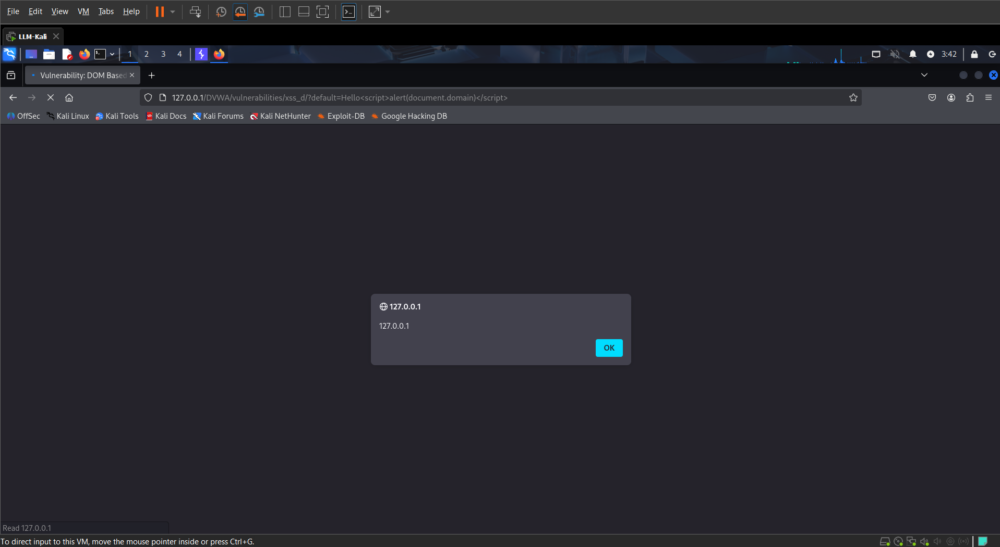 File Edit View VM Tabs Help
LLM-Kali
1 2 3 4 3:42
Vulnerability: DOM Based
127.0.0.1/DVWA/vulnerabilities/xss_d/?default=Hello<script>alert(document.domain)</script>
OffSec Kali Linux Kali Tools Kali Docs Kali Forums Kali NetHunter Exploit-DB Google Hacking DB
127.0.0.1
127.0.0.1
OK
Read 127.0.0.1
To direct input to this VM, move the mouse pointer inside or press Ctrl+G.